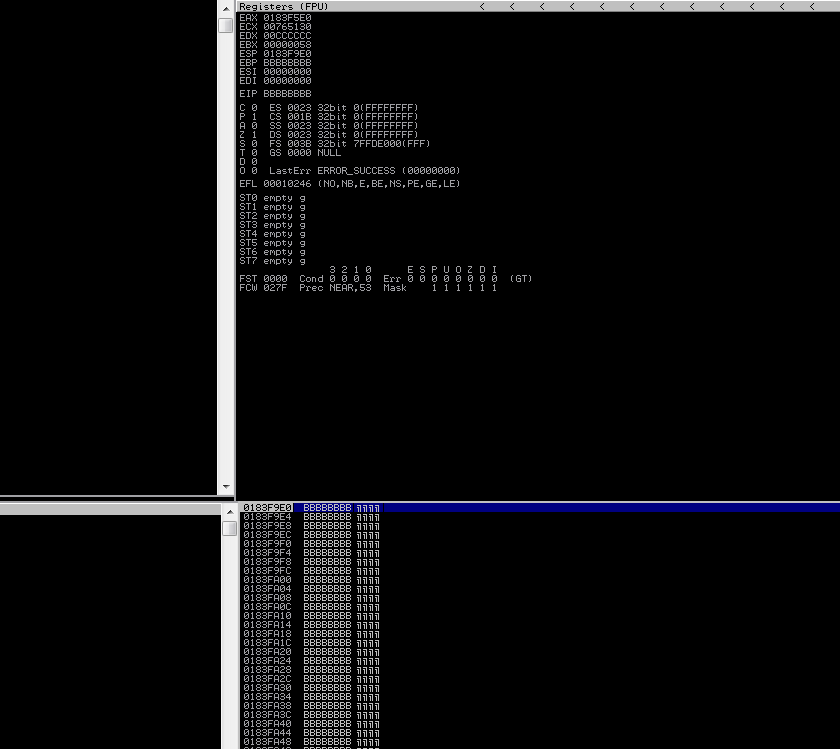 Registers (FPU) < < < < < < < < < < < <
EAX 0183F5E0
ECX 00765130
EDX 00CCCCCC
EBX 00000058
ESP 0183F9E0
EBP BBBBBBBB
ESI 00000000
EDI 00000000
EIP BBBBBBBB
C 0 ES 0023 32bit 0(FFFFFFFF)
P 1 CS 001B 32bit 0(FFFFFFFF)
A 0 SS 0023 32bit 0(FFFFFFFF)
Z 1 DS 0023 32bit 0(FFFFFFFF)
S 0 FS 003B 32bit 7FFDE000(FFF)
T 0 GS 0000 NULL
D 0
O 0 LastErr ERROR_SUCCESS (00000000)
EFL 00010246 (NO,NB,E,BE,NS,PE,GE,LE)
ST0 empty g
ST1 empty g
ST2 empty g
ST3 empty g
ST4 empty g
ST5 empty g
ST6 empty g
ST7 empty g
3 2 1 0 E S P U O Z D I
FST 0000 Cond 0 0 0 0 Err 0 0 0 0 0 0 0 0 (GT)
FCW 027F Prec NEAR,53 Mask 1 1 1 1 1 1
0183F9E0 BBBBBBBB ╗╗╗╗
0183F9E4 BBBBBBBB ╗╗╗╗
0183F9E8 BBBBBBBB ╗╗╗╗
0183F9EC BBBBBBBB ╗╗╗╗
0183F9F0 BBBBBBBB ╗╗╗╗
0183F9F4 BBBBBBBB ╗╗╗╗
0183F9F8 BBBBBBBB ╗╗╗╗
0183F9FC BBBBBBBB ╗╗╗╗
0183FA00 BBBBBBBB ╗╗╗╗
0183FA04 BBBBBBBB ╗╗╗╗
0183FA08 BBBBBBBB ╗╗╗╗
0183FA0C BBBBBBBB ╗╗╗╗
0183FA10 BBBBBBBB ╗╗╗╗
0183FA14 BBBBBBBB ╗╗╗╗
0183FA18 BBBBBBBB ╗╗╗╗
0183FA1C BBBBBBBB ╗╗╗╗
0183FA20 BBBBBBBB ╗╗╗╗
0183FA24 BBBBBBBB ╗╗╗╗
0183FA28 BBBBBBBB ╗╗╗╗
0183FA2C BBBBBBBB ╗╗╗╗
0183FA30 BBBBBBBB ╗╗╗╗
0183FA34 BBBBBBBB ╗╗╗╗
0183FA38 BBBBBBBB ╗╗╗╗
0183FA3C BBBBBBBB ╗╗╗╗
0183FA40 BBBBBBBB ╗╗╗╗
0183FA44 BBBBBBBB ╗╗╗╗
0183FA48 BBBBBBBB ╗╗╗╗